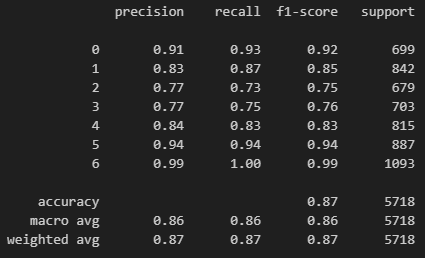 precision recall f1-score support
0 0.91 0.93 0.92 699
1 0.83 0.87 0.85 842
2 0.77 0.73 0.75 679
3 0.77 0.75 0.76 703
4 0.84 0.83 0.83 815
5 0.94 0.94 0.94 887
6 0.99 1.00 0.99 1093
accuracy 0.87 5718
macro avg 0.86 0.86 0.86 5718
weighted avg 0.87 0.87 0.87 5718